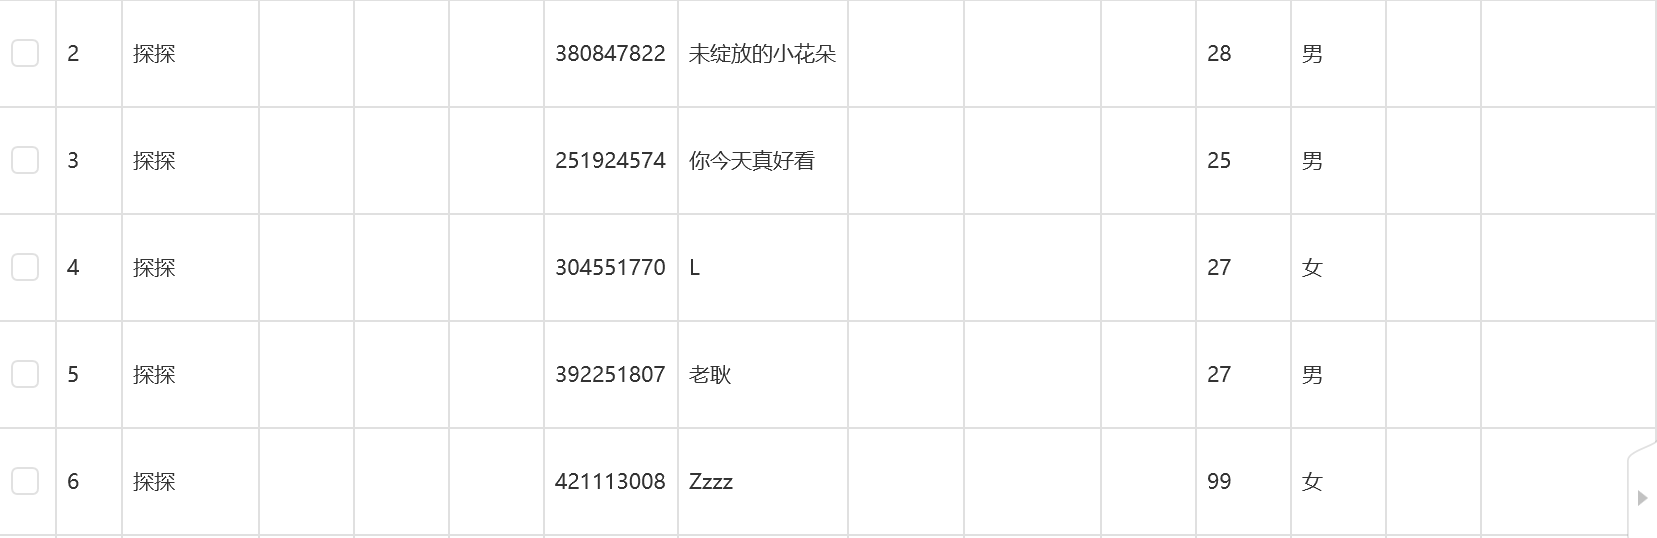 2 探探 380847822 未绽放的小花朵 28 男
3 探探 251924574 你今天真好看 25 男
4 探探 304551770 L 27 女
5 探探 392251807 老耿 27 男
6 探探 421113008 Zzzz 99 女